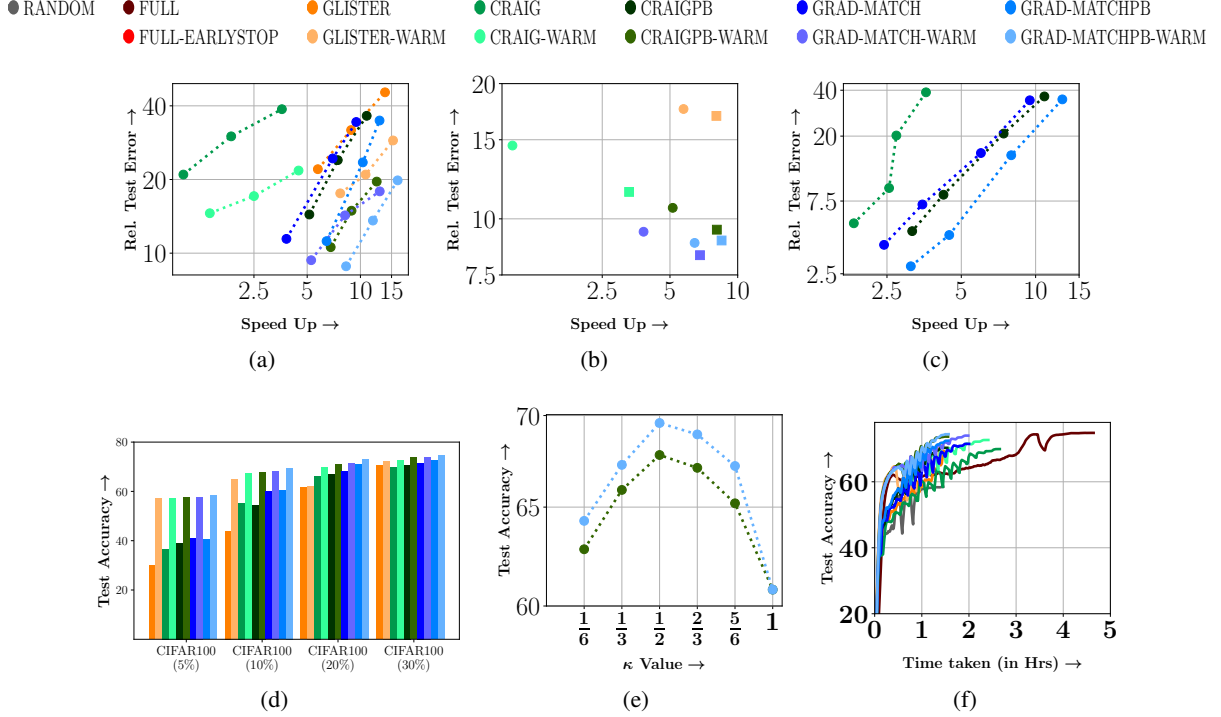 RANDOM FULL GLISTER CRAIG CRAIGPB GRAD-MATCH GRAD-MATCHPB
FULL-EARLYSTOP GLISTER-WARM CRAIG-WARM CRAIGPB-WARM GRAD-MATCH-WARM GRAD-MATCHPB-WARM
Rel. Test Error →
40
20
10
2.5 5 10 15
Speed Up →
(a)
Rel. Test Error →
20
15
10
7.5
2.5 5 10
Speed Up →
(b)
Rel. Test Error →
40
20
7.5
2.5
2.5 5 10 15
Speed Up →
(c)
Test Accuracy →
80
60
40
20
CIFAR100 CIFAR100 CIFAR100 CIFAR100
(5%) (10%) (20%) (30%)
(d)
Test Accuracy →
70
65
60
1/6 1/3 1/2 2/3 5/6 1
κ Value →
(e)
Test Accuracy →
60
40
20
0 1 2 3 4 5
Time taken (in Hrs) →
(f)